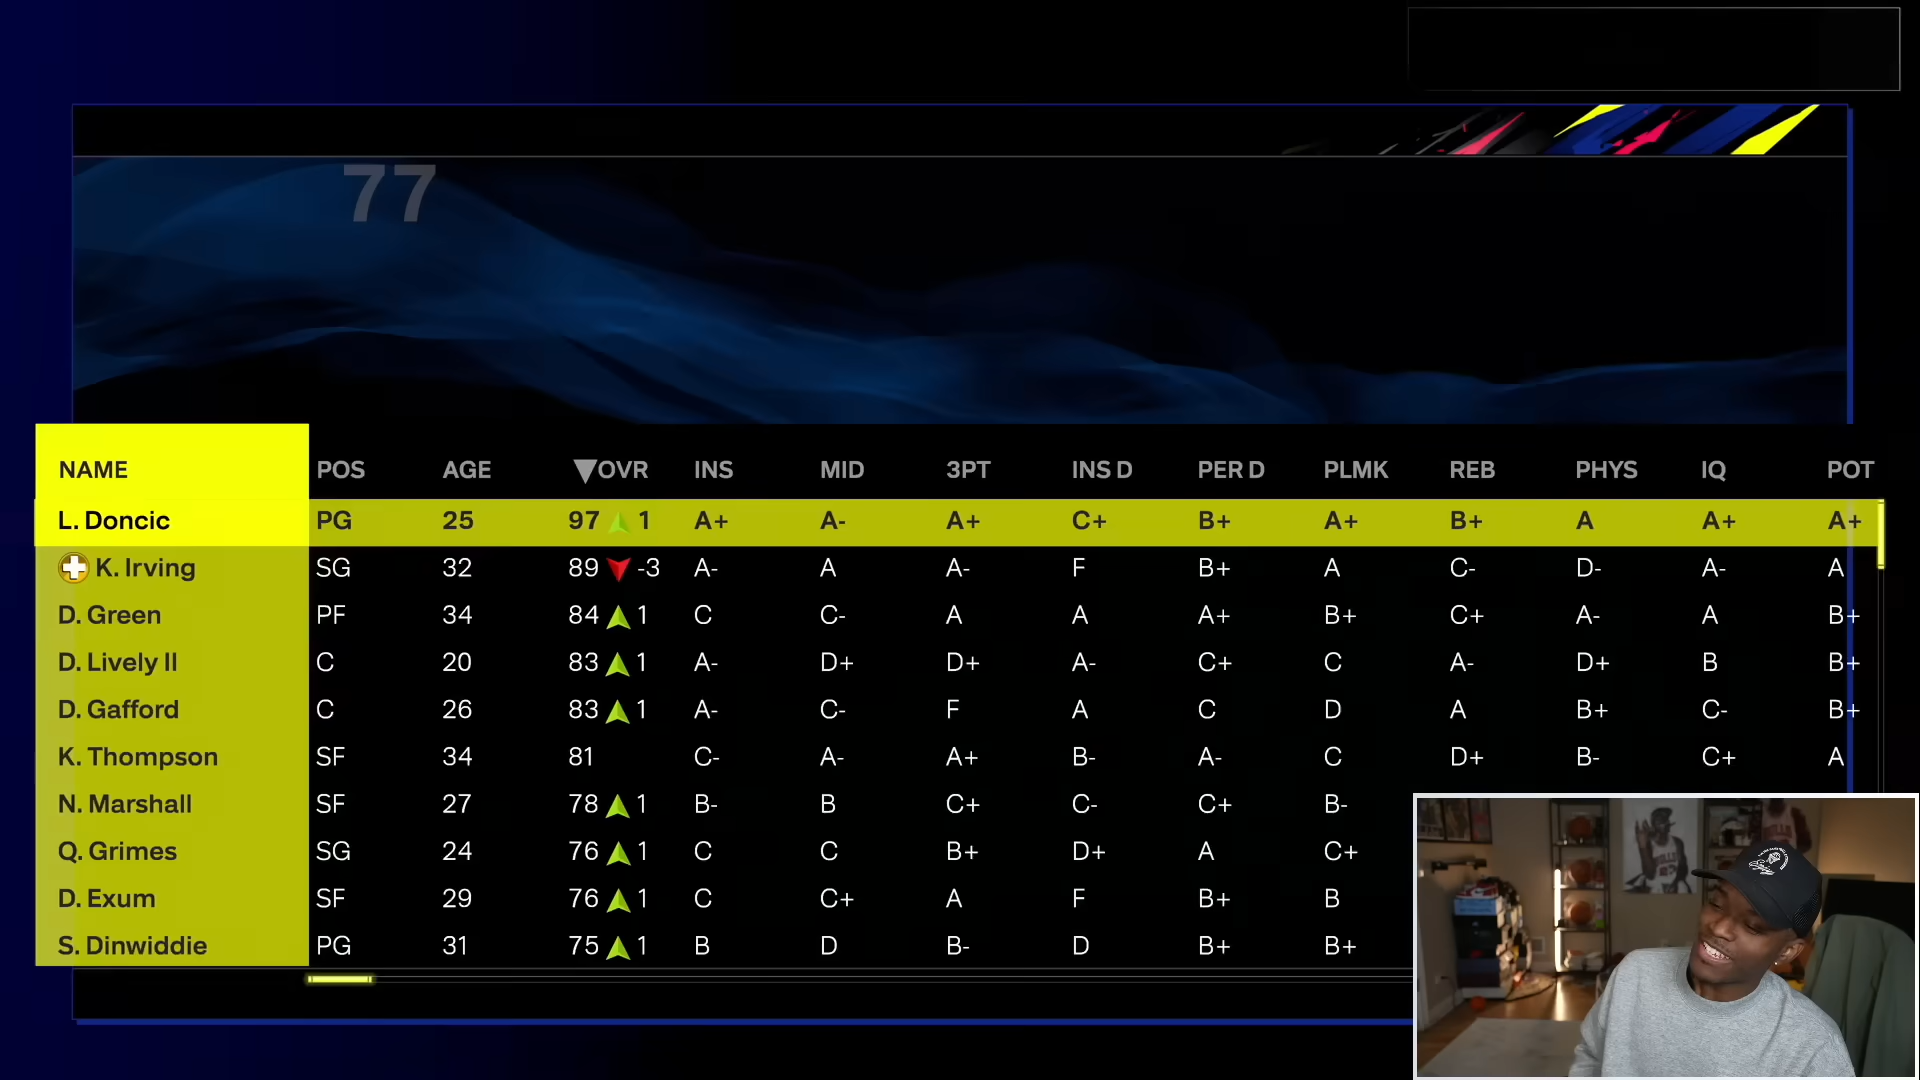 77
NAME POS AGE OVR INS MID 3PT INS D PER D PLMK REB PHYS IQ POT
L. Doncic PG 25 97 1 A+ A- A+ C+ B+ A+ B+ A A+ A+
K. Irving SG 32 89 -3 A- A A- F B+ A C- D- A- A
D. Green PF 34 84 1 C C- A A A+ B+ C+ A- A B+
D. Lively II C 20 83 1 A- D+ D+ A- C+ C A- D+ B B+
D. Gafford C 26 83 1 A- C- F A C D A B+ C- B+
K. Thompson SF 34 81 C- A- A+ B- A- C D+ B- C+ A
N. Marshall SF 27 78 1 B- B C+ C- C+ B-
Q. Grimes SG 24 76 1 C C B+ D+ A C+
D. Exum SF 29 76 1 C C+ A F B+ B
S. Dinwiddie PG 31 75 1 B D B- D B+ B+